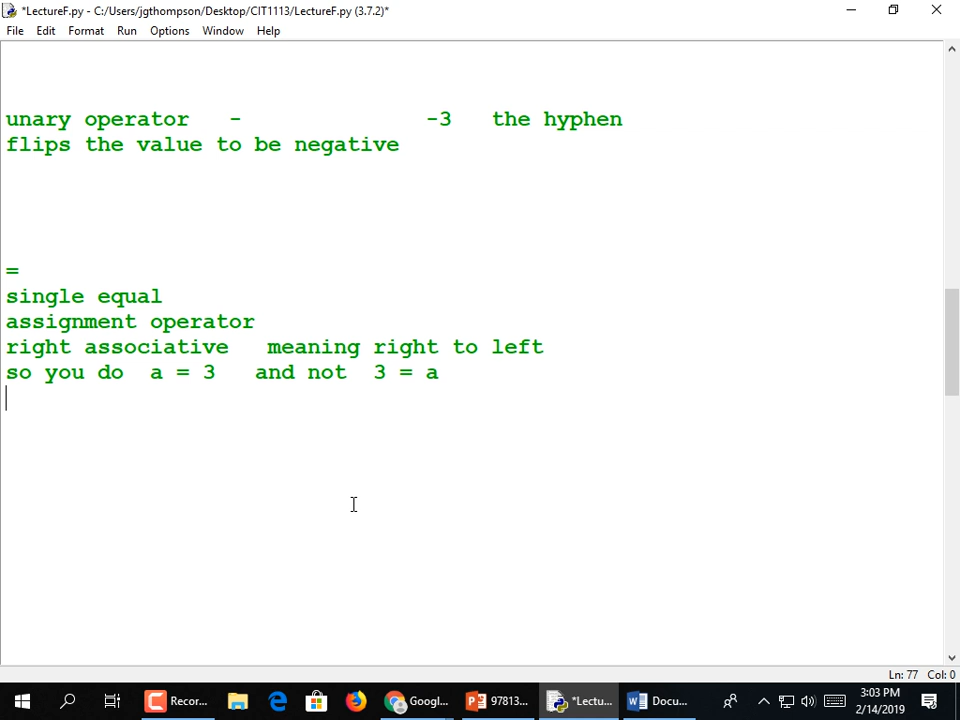 *LectureF.py - C:/Users/jgthompson/Desktop/CIT1113/LectureF.py (3.7.2)*
File Edit Format Run Options Window Help
unary operator - -3 the hyphen
flips the value to be negative
=
single equal
assignment operator
right associative meaning right to left
so you do a = 3 and not 3 = a
Ln: 77 Col: 0
Recor... Googl... 97813... *Lectu... Docu... 3:03 PM
2/14/2019